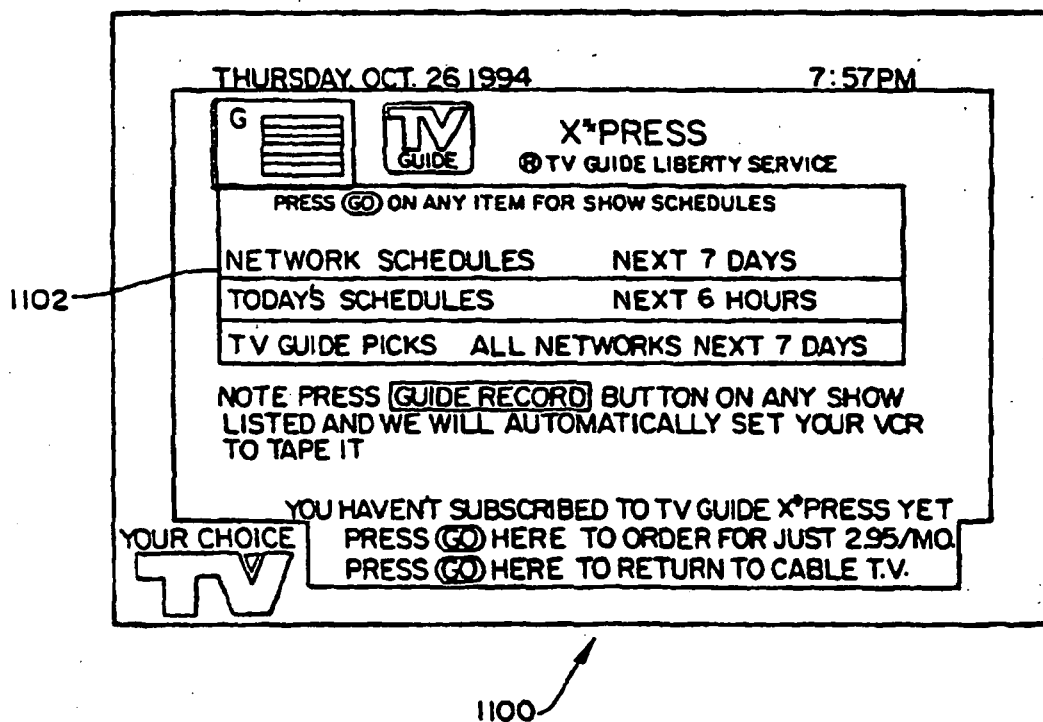 THURSDAY, OCT. 26 1994 7:57PM
G
TV
GUIDE
X*PRESS
® TV GUIDE LIBERTY SERVICE
PRESS GO ON ANY ITEM FOR SHOW SCHEDULES
NETWORK SCHEDULES NEXT 7 DAYS
TODAY'S SCHEDULES NEXT 6 HOURS
TV GUIDE PICKS ALL NETWORKS NEXT 7 DAYS
1102
NOTE PRESS GUIDE RECORD BUTTON ON ANY SHOW
LISTED AND WE WILL AUTOMATICALLY SET YOUR VCR
TO TAPE IT
YOU HAVEN'T SUBSCRIBED TO TV GUIDE X*PRESS YET
PRESS GO HERE TO ORDER FOR JUST 2.95/MO.
PRESS GO HERE TO RETURN TO CABLE T.V.
YOUR CHOICE
TV
1100